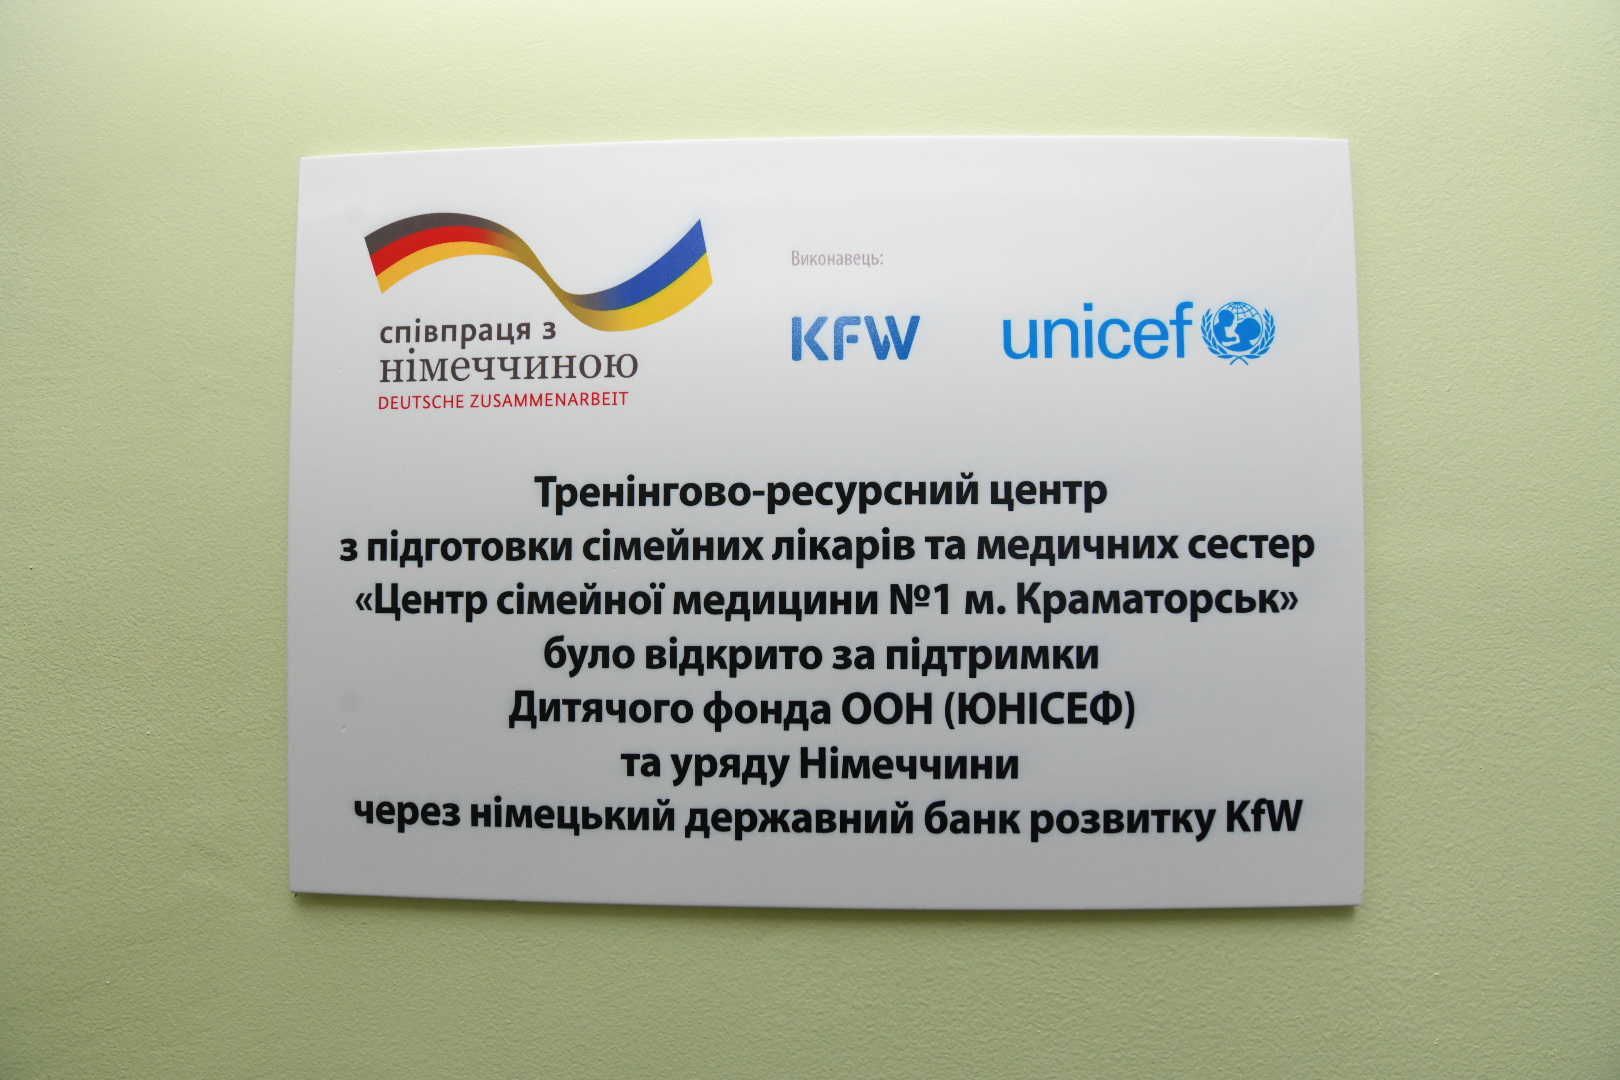 співпраця з
німеччиною
DEUTSCHE ZUSAMMENARBEIT
Виконавець:
KFW
unicef
Тренінгово-ресурсний центр
з підготовки сімейних лікарів та медичних сестер
«Центр сімейної медицини №1 м. Краматорськ»
було відкрито за підтримки
Дитячого фонда ООН (ЮНІСЕФ)
та уряду Німеччини
через німецький державний банк розвитку KfW